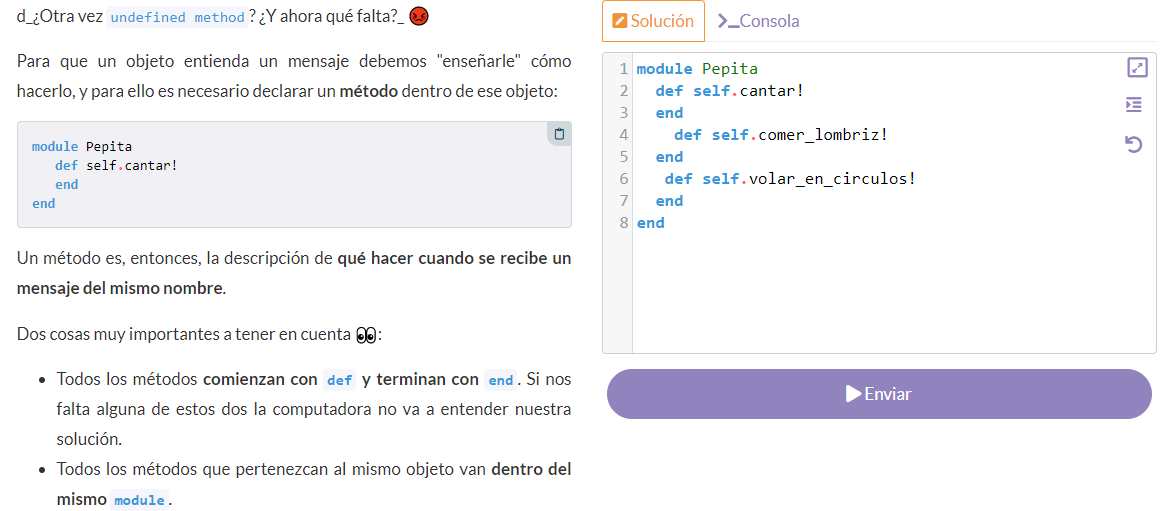 d_¿Otra vez undefined method? ¿Y ahora qué falta?_ 😡
Para que un objeto entienda un mensaje debemos "enseñarle" cómo
hacerlo, y para ello es necesario declarar un método dentro de ese objeto:
module Pepita
   def self.cantar!
   end
end
Un método es, entonces, la descripción de qué hacer cuando se recibe un
mensaje del mismo nombre.
Dos cosas muy importantes a tener en cuenta 👀:
• Todos los métodos comienzan con def y terminan con end. Si nos
falta alguna de estos dos la computadora no va a entender nuestra
solución.
• Todos los métodos que pertenezcan al mismo objeto van dentro del
mismo module.
Solución
Consola
1 module Pepita
2   def self.cantar!
3   end
4     def self.comer_lombriz!
5   end
6    def self.volar_en_circulos!
7   end
8 end
Enviar